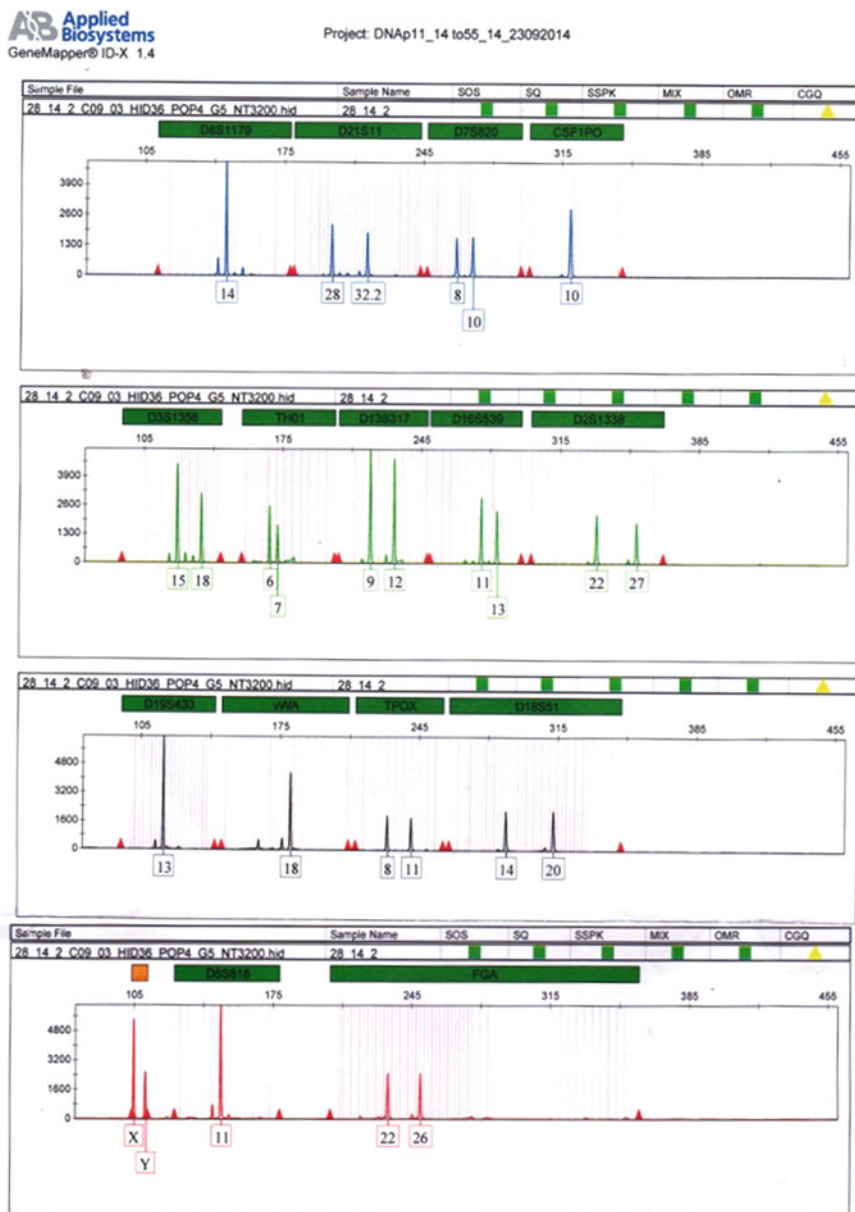 AB Applied
Biosystems
GeneMapper® ID-X 1.4
Project: DNAp11_14 to55_14_23092014
Sample File Sample Name SOS SQ SSPK MIX OMR CGQ
28_14_2_C09_03_HID36_POP4_G5_NT3200.hid 28_14_2
D8S1179 D21S11 D7S820 CSF1PO
105 175 245 315 385 455
3900
2600
1300
0
14 28 32.2 8 10
10
28_14_2_C09_03_HID36_POP4_G5_NT3200.hid 28_14_2
D3S1358 TH01 D13S317 D16S539 D2S1338
105 175 245 315 385 455
3900
2600
1300
0
15 18 6 9 12 11 22 27
7 13
28_14_2_C09_03_HID36_POP4_G5_NT3200.hid 28_14_2
D19S433 vWA TPOX D18S51
105 175 245 315 385 455
4800
3200
1600
0
13 18 8 11 14 20
Sample File Sample Name SOS SQ SSPK MIX OMR CGQ
28_14_2_C09_03_HID36_POP4_G5_NT3200.hid 28_14_2
D5S818 FGA
105 175 245 315 385 455
4800
3200
1600
0
X 11 22 26
Y